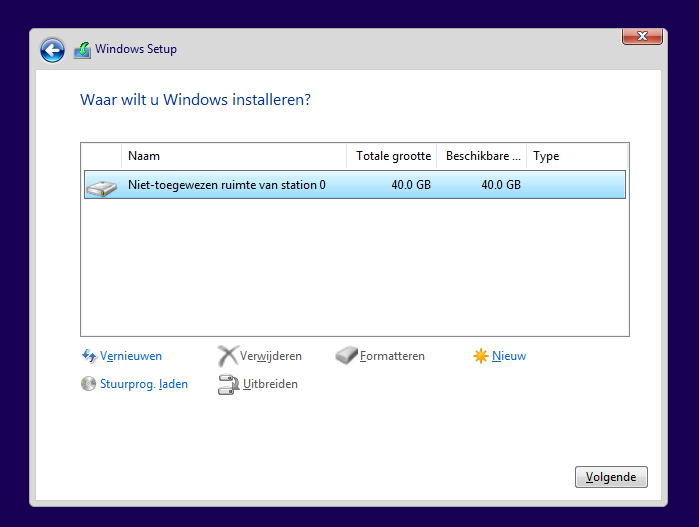 Windows Setup
Waar wilt u Windows installeren?
Naam Totale grootte Beschikbare ... Type
Niet-toegewezen ruimte van station 0 40.0 GB 40.0 GB
Vernieuwen Verwijderen Formatteren Nieuw
Stuurprog. laden Uitbreiden
Volgende